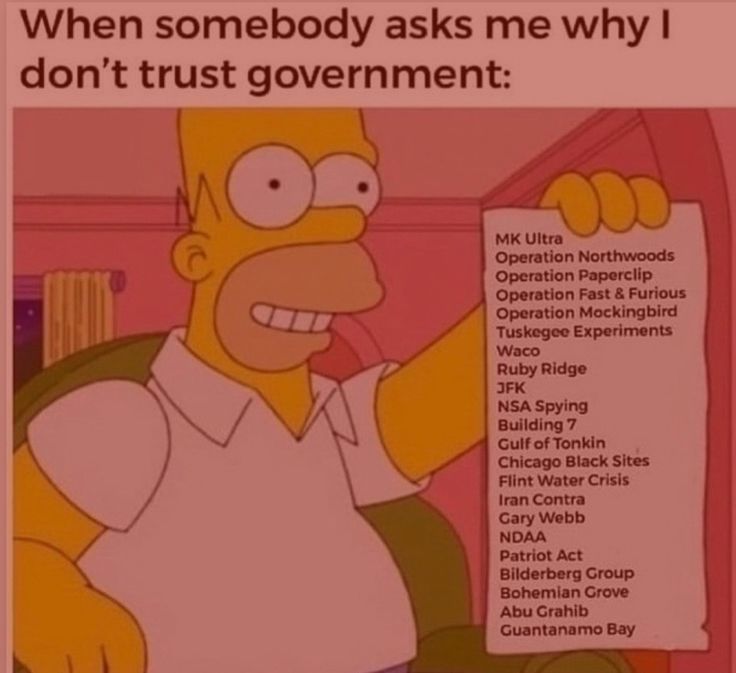 When somebody asks me why I
don't trust government:
MK Ultra
Operation Northwoods
Operation Paperclip
Operation Fast & Furious
Operation Mockingbird
Tuskegee Experiments
Waco
Ruby Ridge
JFK
NSA Spying
Building 7
Gulf of Tonkin
Chicago Black Sites
Flint Water Crisis
Iran Contra
Gary Webb
NDAA
Patriot Act
Bilderberg Group
Bohemian Grove
Abu Grahib
Guantanamo Bay